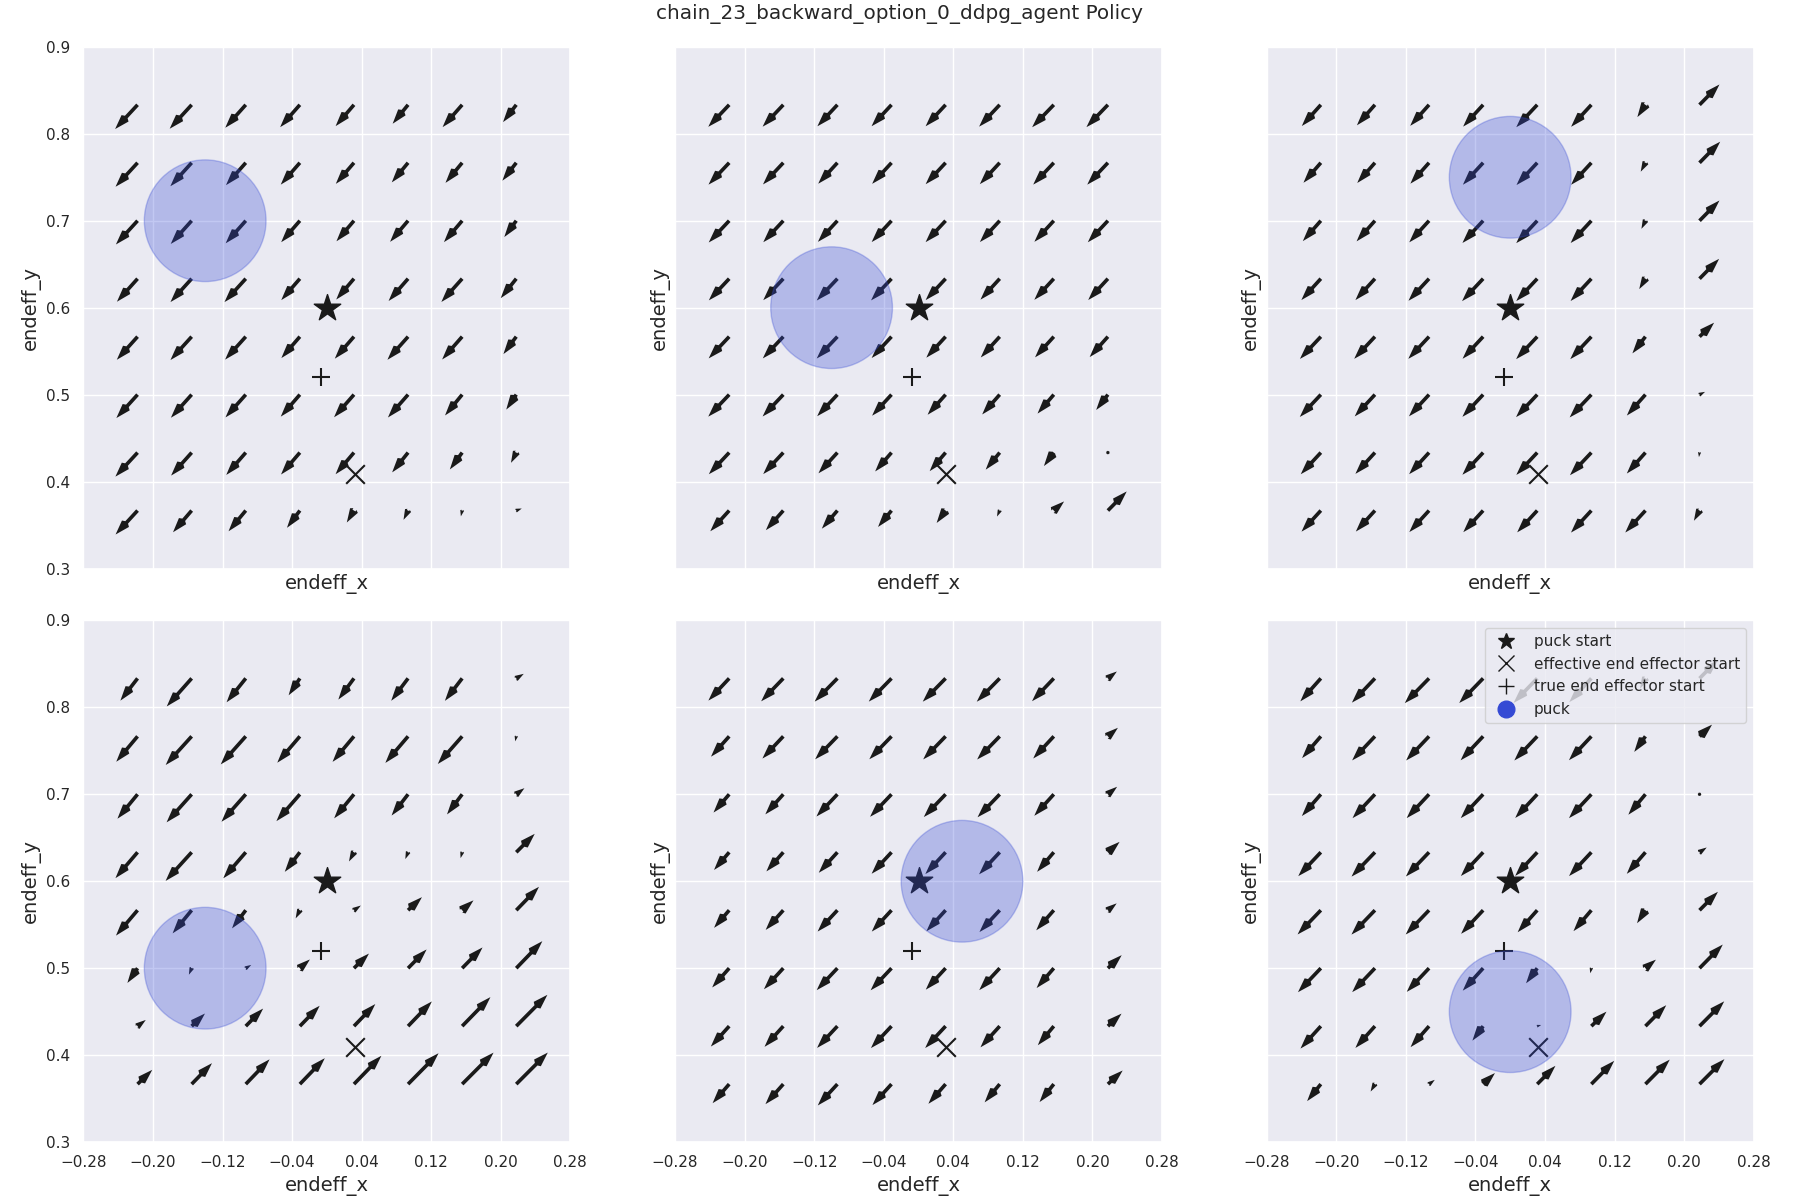 chain_23_backward_option_0_ddpg_agent Policy
0.9
0.8
0.7
0.6
0.5
0.4
0.3
endeff_y
endeff_x
endeff_y
endeff_x
endeff_y
endeff_x
0.9
0.8
0.7
0.6
0.5
0.4
0.3
endeff_y
−0.28 −0.20 −0.12 −0.04 0.04 0.12 0.20 0.28
endeff_x
endeff_y
−0.28 −0.20 −0.12 −0.04 0.04 0.12 0.20 0.28
endeff_x
puck start
effective end effector start
true end effector start
puck
endeff_y
−0.28 −0.20 −0.12 −0.04 0.04 0.12 0.20 0.28
endeff_x